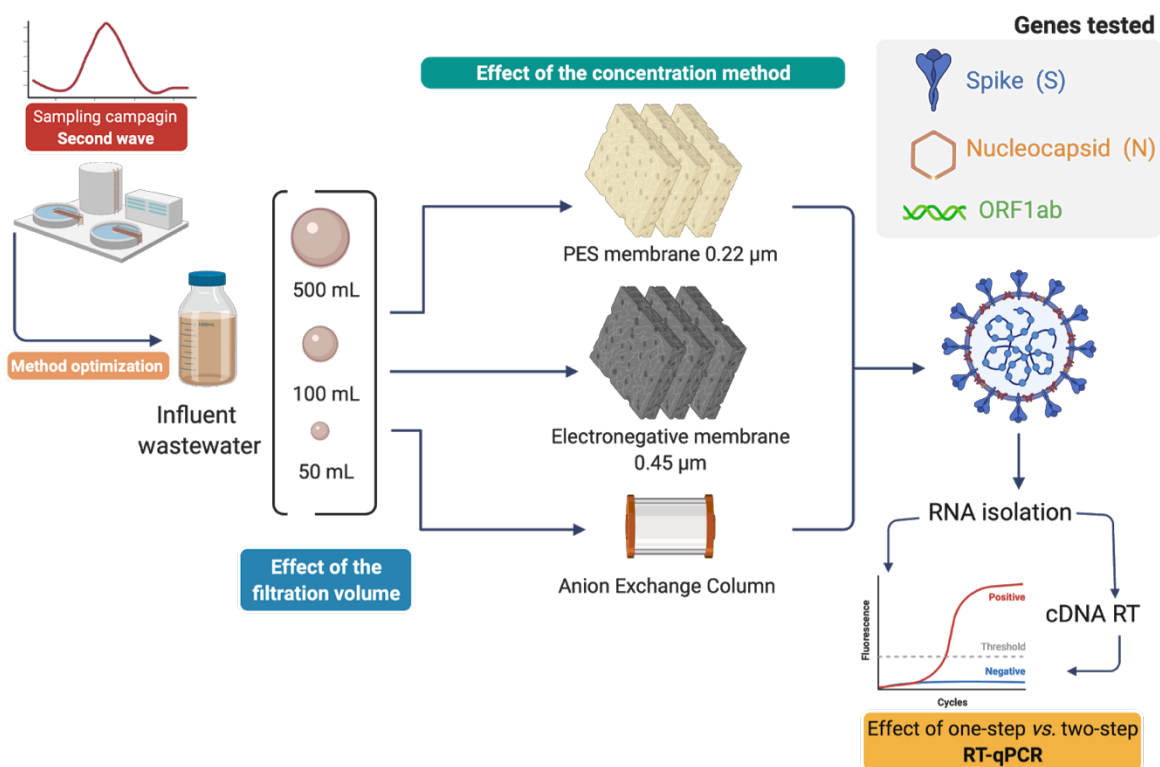 Genes tested
Spike (S)
Nucleocapsid (N)
ORF1ab
Sampling campagin
Second wave
Effect of the concentration method
Method optimization
Influent
wastewater
500 mL
100 mL
50 mL
Effect of the
filtration volume
PES membrane 0.22 µm
Electronegative membrane
0.45 µm
Anion Exchange Column
RNA isolation
cDNA RT
Fluorescence
Positive
Threshold
Negative
Cycles
Effect of one-step vs. two-step
RT-qPCR